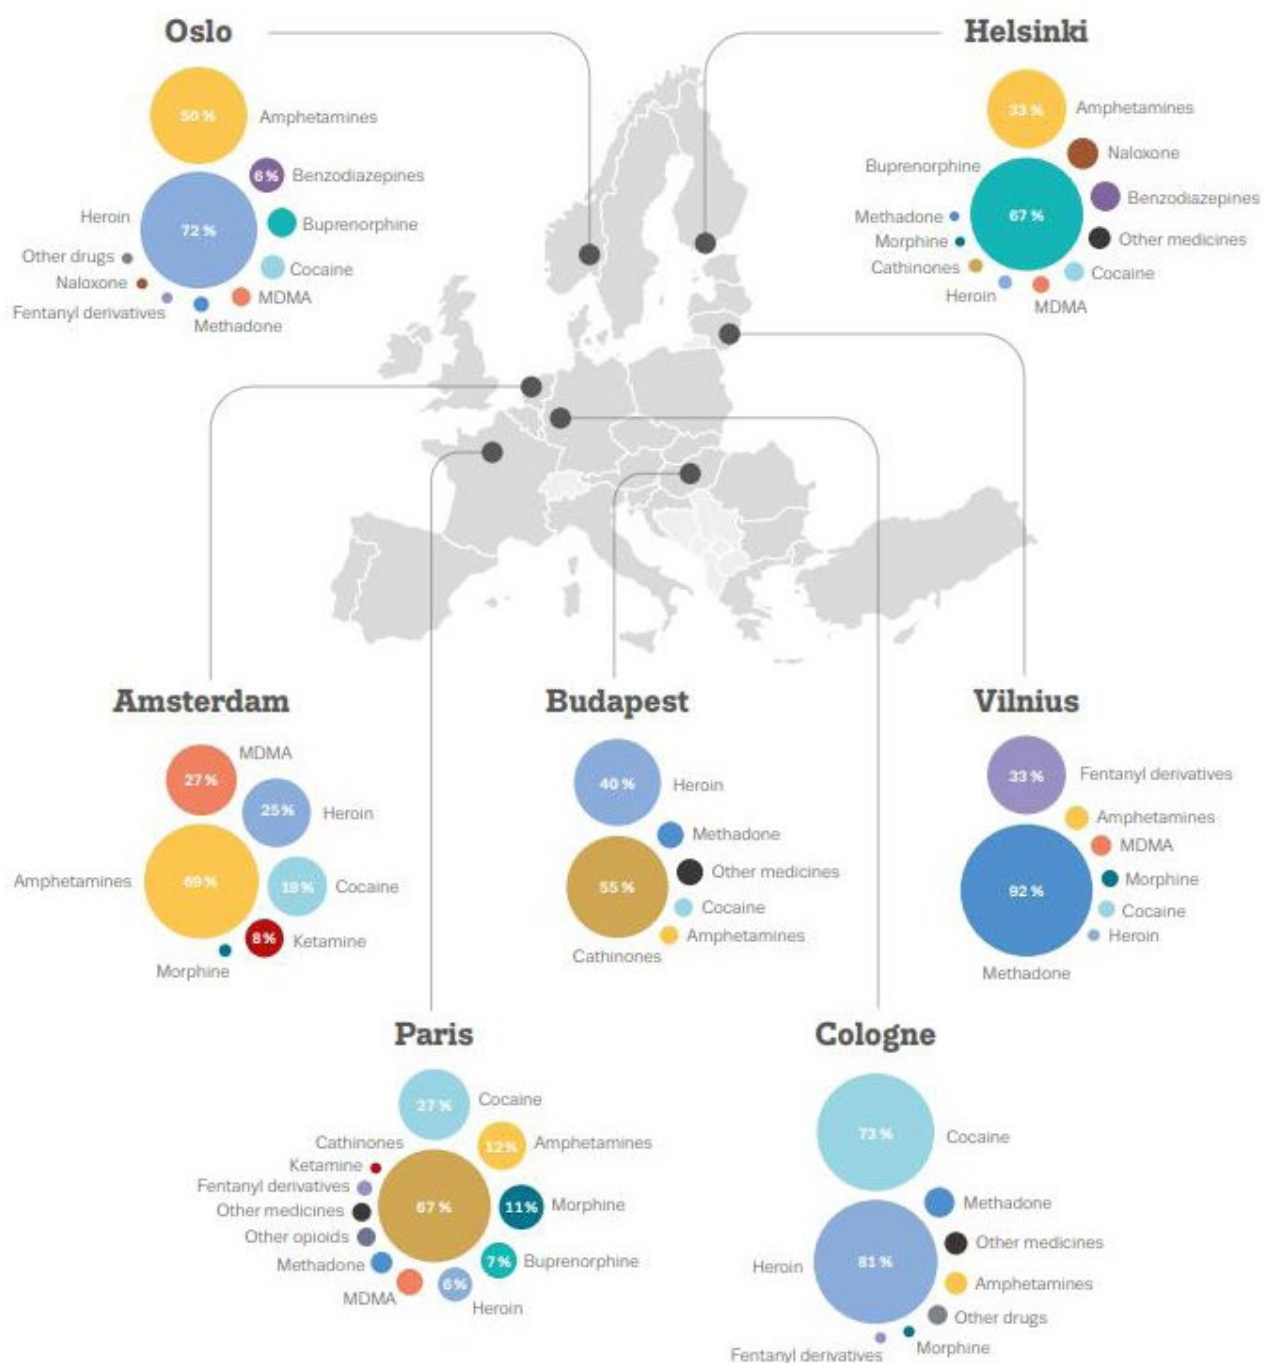 Oslo
50 %
Amphetamines
6 %
Benzodiazepines
Heroin
72 %
Buprenorphine
Other drugs
Cocaine
Naloxone
MDMA
Fentanyl derivatives
Methadone
Helsinki
33 %
Amphetamines
Naloxone
Buprenorphine
67 %
Benzodiazepines
Methadone
Other medicines
Morphine
Cathinones
Cocaine
Heroin
MDMA
Amsterdam
MDMA
27 %
25 %
Heroin
Amphetamines
69 %
18 %
Cocaine
8 %
Ketamine
Morphine
Budapest
40 %
Heroin
Methadone
Other medicines
55 %
Cocaine
Amphetamines
Cathinones
Vilnius
33 %
Fentanyl derivatives
Amphetamines
MDMA
Morphine
92 %
Cocaine
Heroin
Methadone
Paris
27 %
Cocaine
Cathinones
12%
Amphetamines
Ketamine
Fentanyl derivatives
67 %
11%
Morphine
Other medicines
Other opioids
Methadone
7 %
Buprenorphine
MDMA
6 %
Heroin
Cologne
73 %
Cocaine
Methadone
Other medicines
Heroin
81 %
Amphetamines
Other drugs
Morphine
Fentanyl derivatives